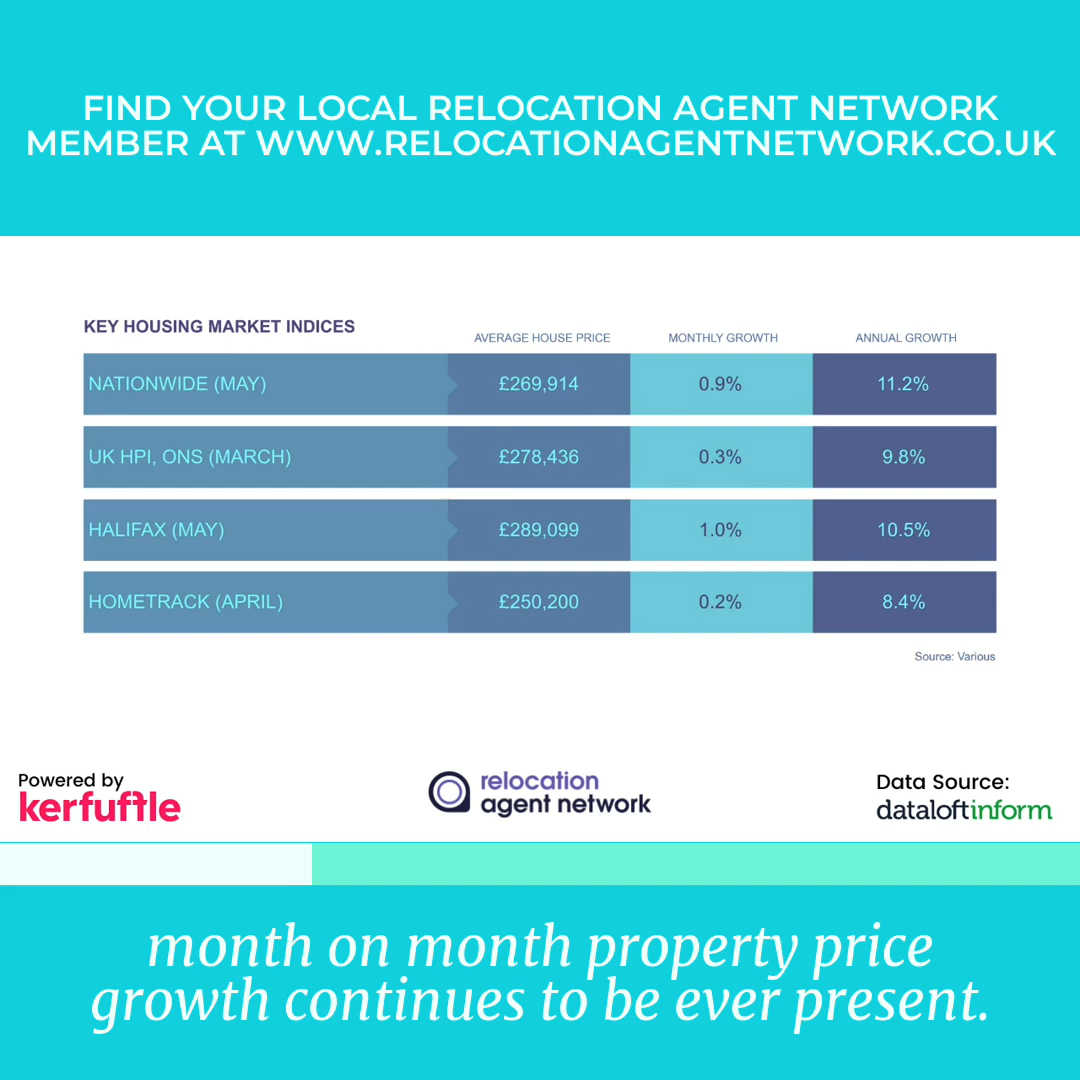 FIND YOUR LOCAL RELOCATION AGENT NETWORK
MEMBER AT WWW.RELOCATIONAGENTNETWORK.CO.UK
KEY HOUSING MARKET INDICES
AVERAGE HOUSE PRICE MONTHLY GROWTH ANNUAL GROWTH
NATIONWIDE (MAY) £269,914 0.9% 11.2%
UK HPI, ONS (MARCH) £278,436 0.3% 9.8%
HALIFAX (MAY) £289,099 1.0% 10.5%
HOMETRACK (APRIL) £250,200 0.2% 8.4%
Source: Various
Powered by
kerfuffle
relocation
agent network
Data Source:
dataloftinform
month on month property price
growth continues to be ever present.